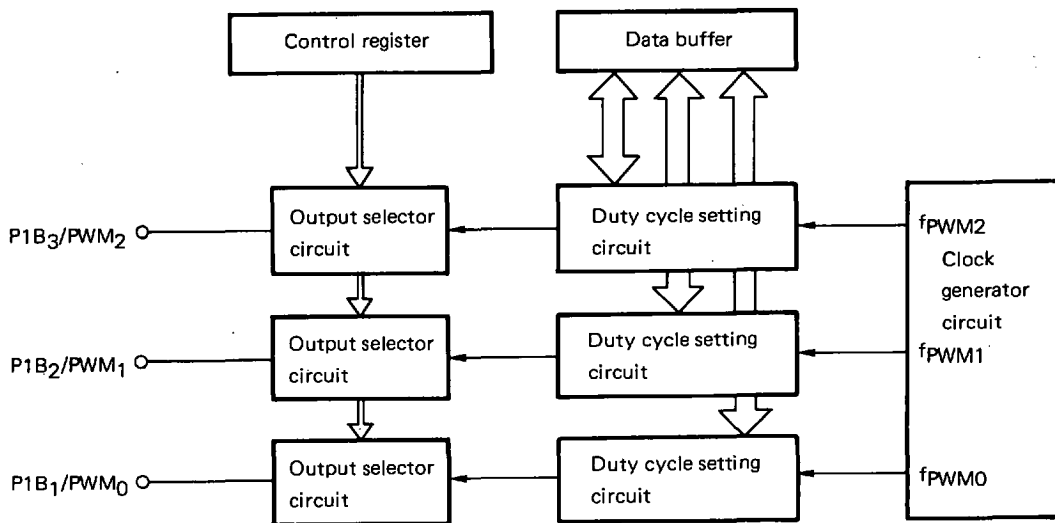 Control register
Data buffer
P1B3/PWM2
Output selector
circuit
Duty cycle setting
circuit
fPWM2
Clock
generator
circuit
P1B2/PWM1
Output selector
circuit
Duty cycle setting
circuit
fPWM1
P1B1/PWM0
Output selector
circuit
Duty cycle setting
circuit
fPWM0